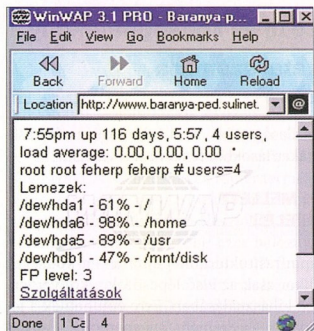 WinWAP 3.1 PRO - Baranya-p...
File Edit View Go Bookmarks Help
Back Forward Home Reload
Location http://www.baranya-ped.sulinet.
7:55pm up 116 days, 5:57, 4 users,
load average: 0.00, 0.00, 0.00
root root feherp feherp # users=4
Lemezek:
/dev/hda1 - 61% - /
/dev/hda6 - 98% - /home
/dev/hda5 - 89% - /usr
/dev/hdb1 - 47% - /mnt/disk
FP level: 3
Szolgáltatások
Done 1 Ce 4